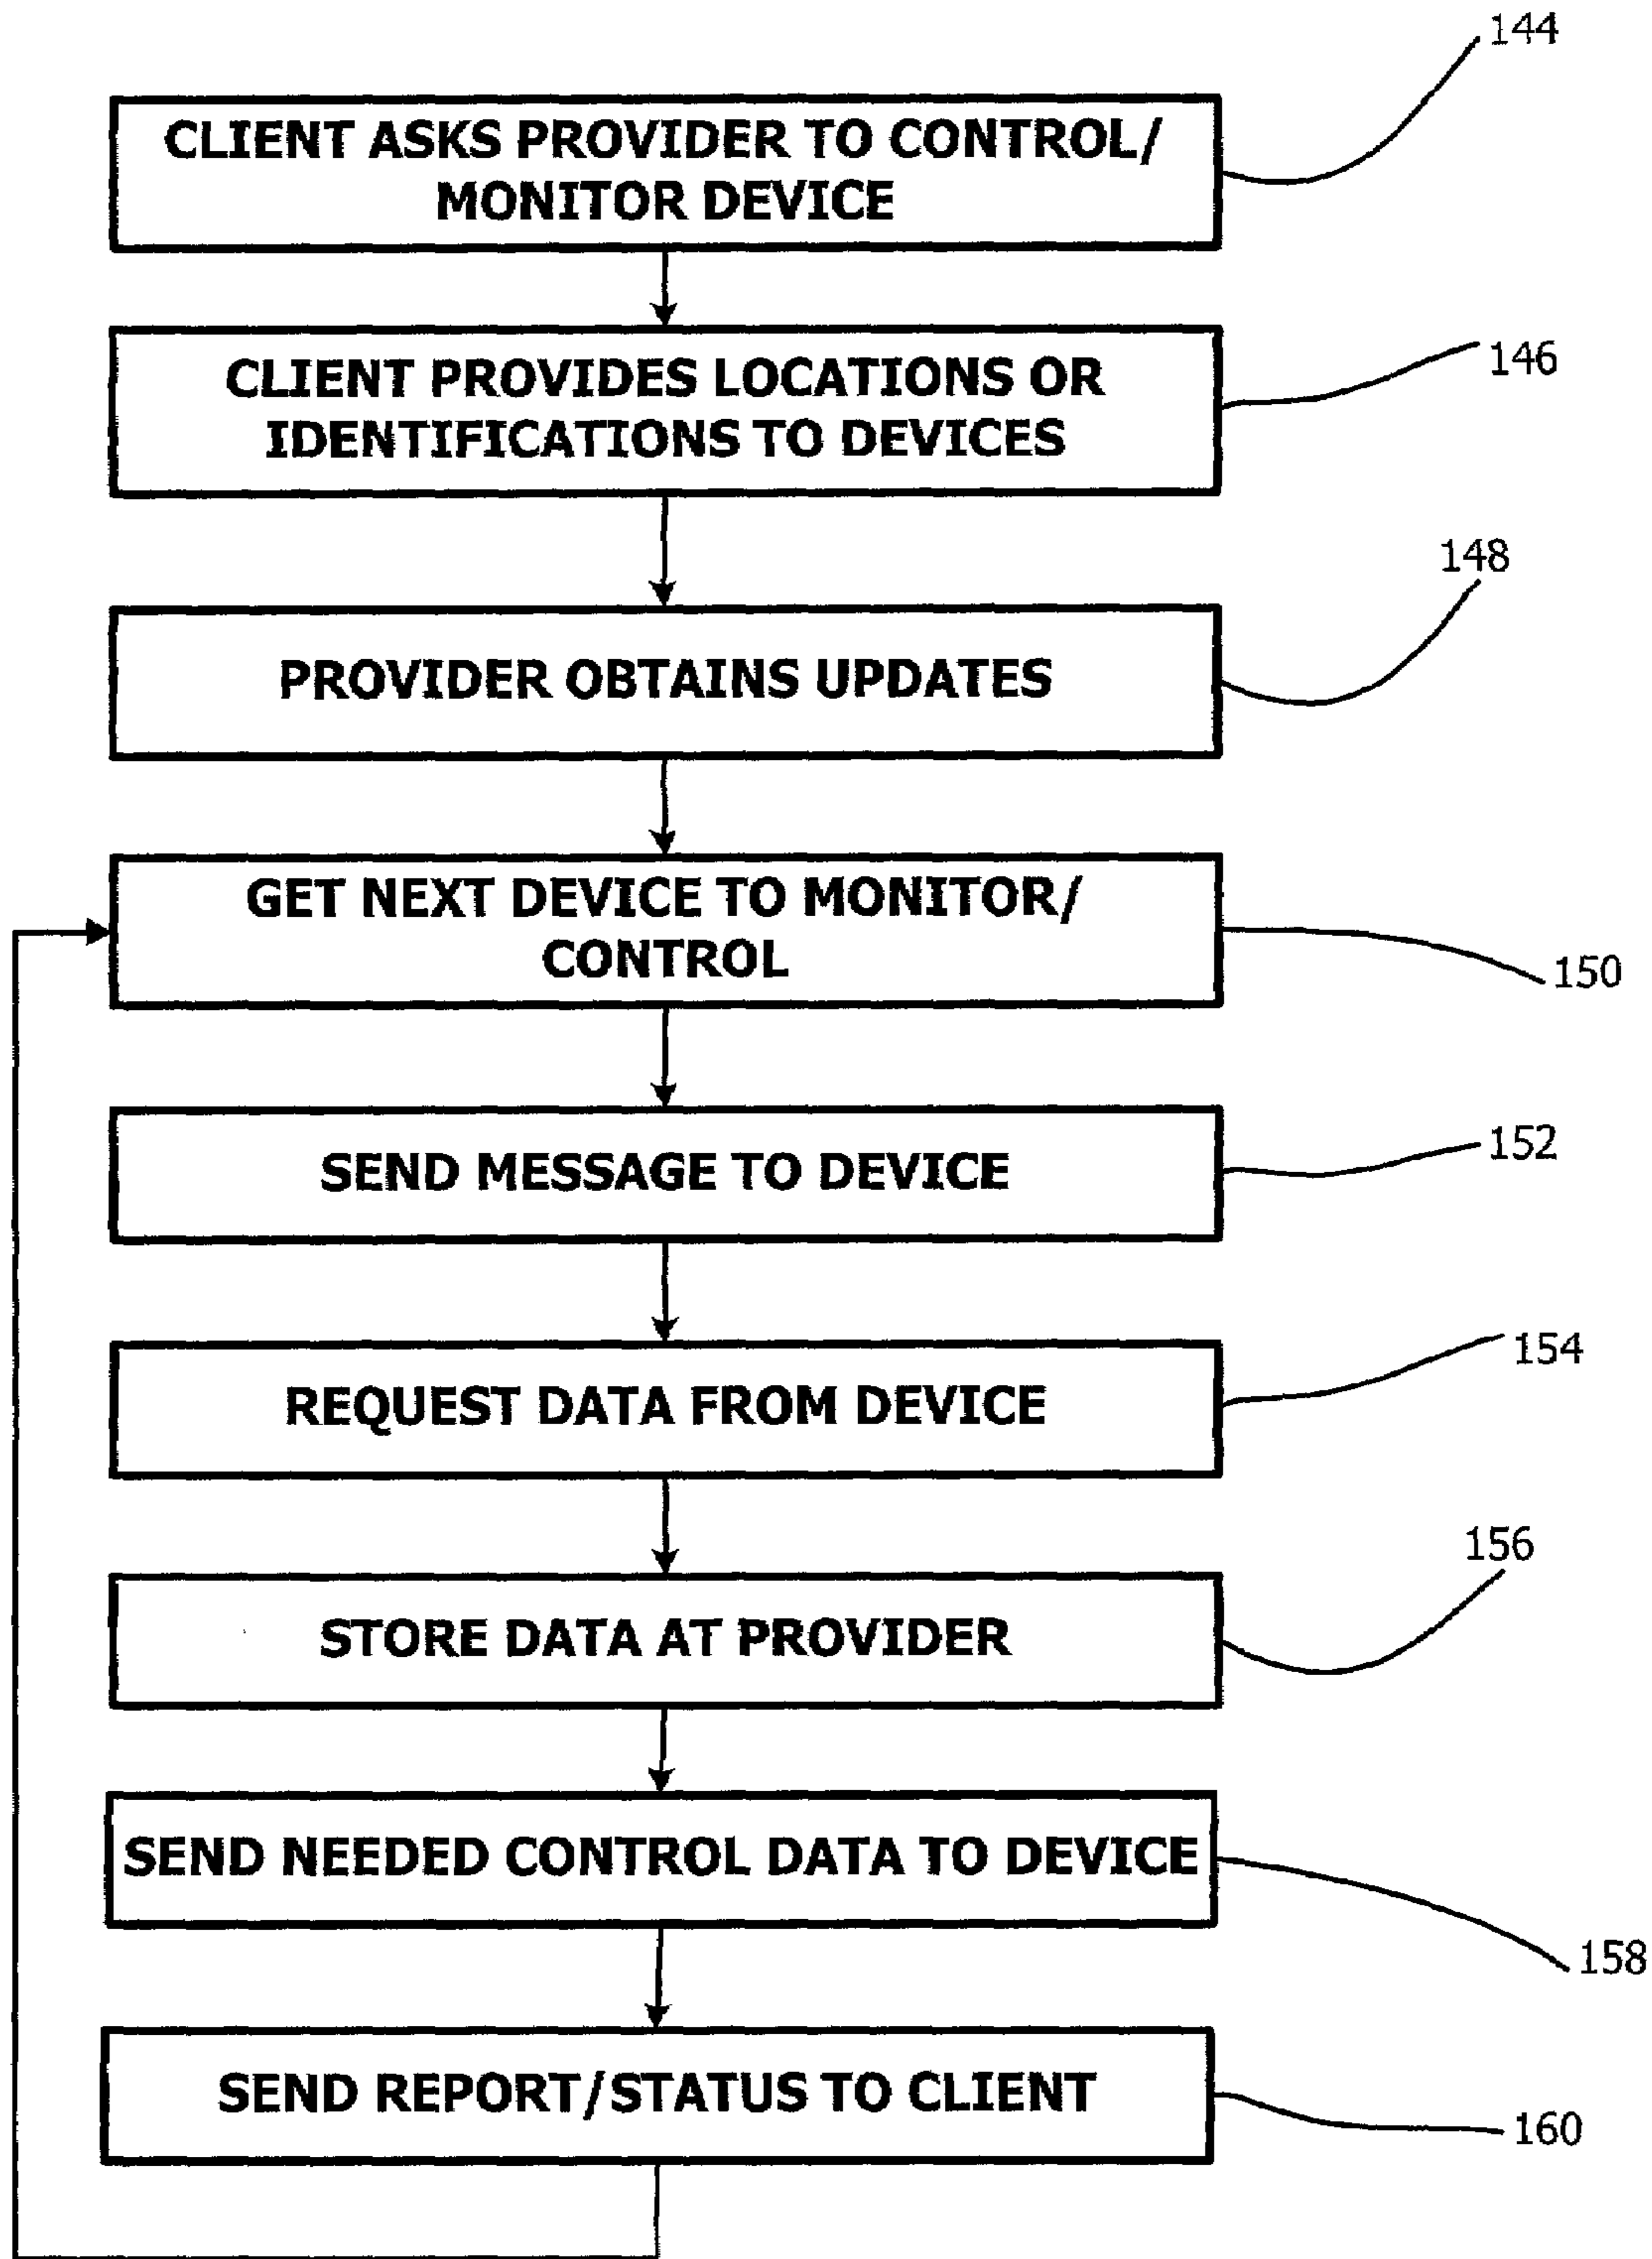 144
CLIENT ASKS PROVIDER TO CONTROL/
MONITOR DEVICE
CLIENT PROVIDES LOCATIONS OR
IDENTIFICATIONS TO DEVICES
146
148
PROVIDER OBTAINS UPDATES
GET NEXT DEVICE TO MONITOR/
CONTROL
150
SEND MESSAGE TO DEVICE
152
REQUEST DATA FROM DEVICE
154
156
STORE DATA AT PROVIDER
SEND NEEDED CONTROL DATA TO DEVICE
158
SEND REPORT/STATUS TO CLIENT
160